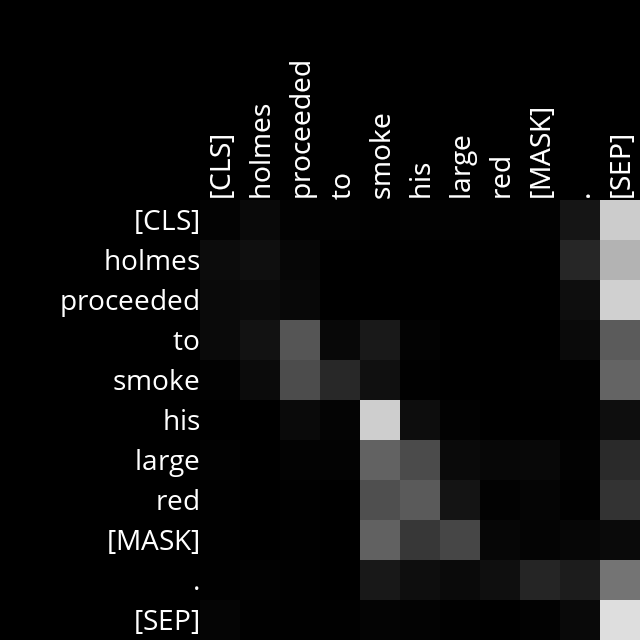 [CLS] holmes proceeded to smoke his large red [MASK] . [SEP]
[CLS]
holmes
proceeded
to
smoke
his
large
red
[MASK]
.
[SEP]